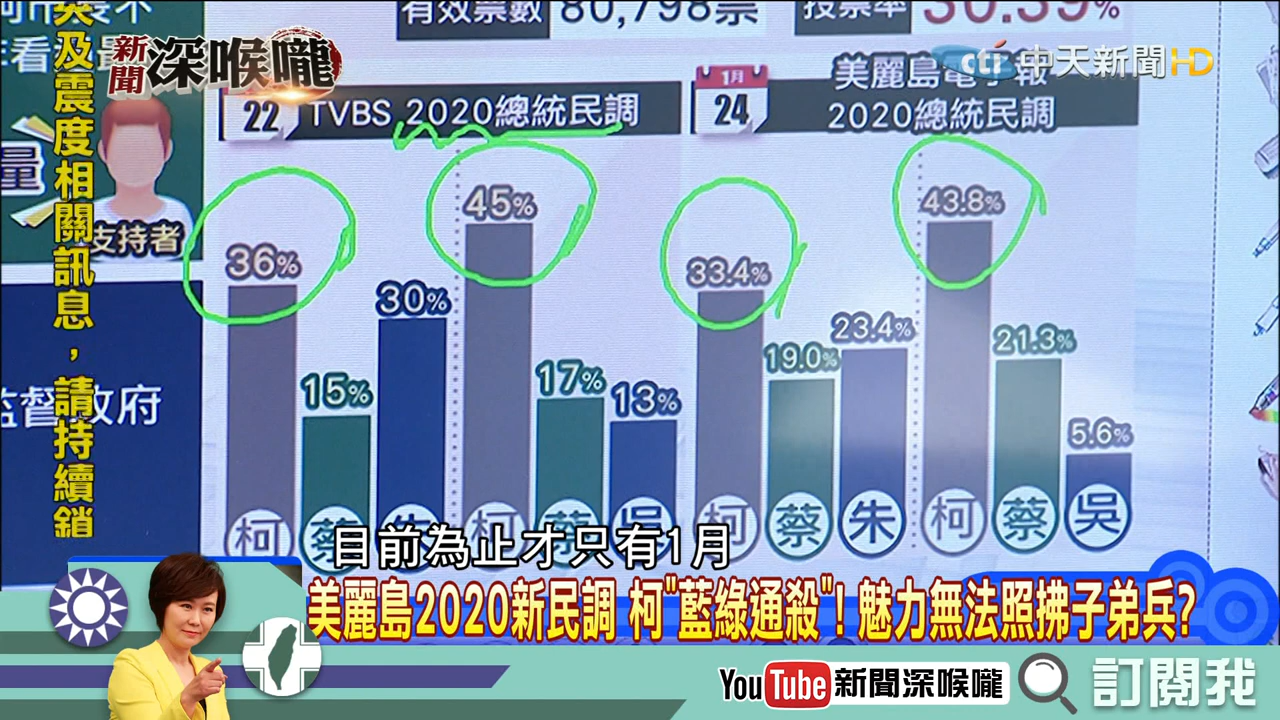 有效票數 80,798票
投票率 30.39%
新聞深喉嚨
cti 中天新聞HD
及震度相關訊息，請持續鎖
量
支持者
監督政府
22 TVBS 2020總統民調
1月 24 美麗島電子報
2020總統民調
36%
15%
30%
45%
17%
13%
33.4%
19.0%
23.4%
43.8%
21.3%
5.6%
柯 蔡 朱 柯 蔡 吳 柯 蔡 朱 柯 蔡 吳
目前為止才只有1月
美麗島2020新民調 柯"藍綠通殺"! 魅力無法照拂子弟兵?
YouTube 新聞深喉嚨 訂閱我